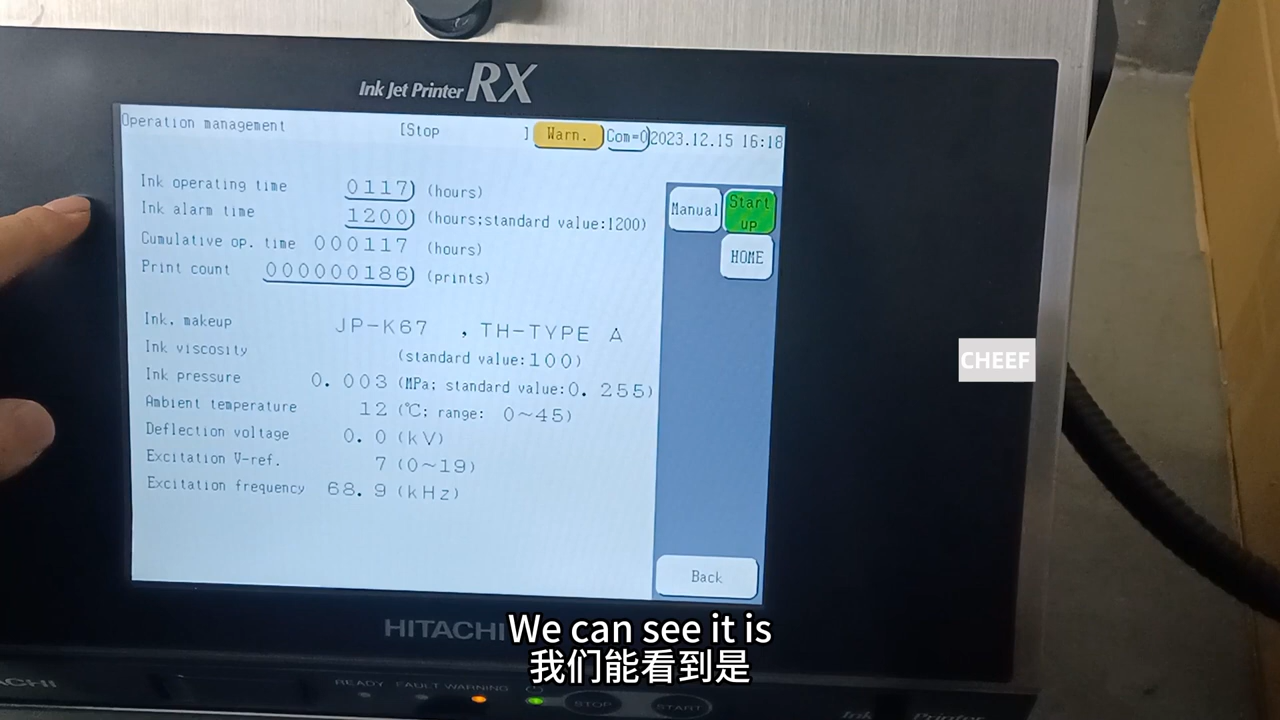 Ink Jet Printer RX
Operation management [Stop ] Warn. Com=0 2023.12.15 16:18
Ink operating time 0117 (hours)
Ink alarm time 1200 (hours;standard value:1200)
Cumulative op. time 000117 (hours)
Print count 000000186 (prints)
Manual
Start up
HOME
Ink. makeup JP-K67 , TH-TYPE A
Ink viscosity (standard value:100)
Ink pressure 0.003 (MPa; standard value:0.255)
Ambient temperature 12 (℃; range: 0~45)
Deflection voltage 0.0 (kV)
Excitation V-ref. 7 (0~19)
Excitation frequency 68.9 (kHz)
Back
CHEEF
HITACHI
We can see it is
我们能看到是
READY FAULT WARNING
STOP START